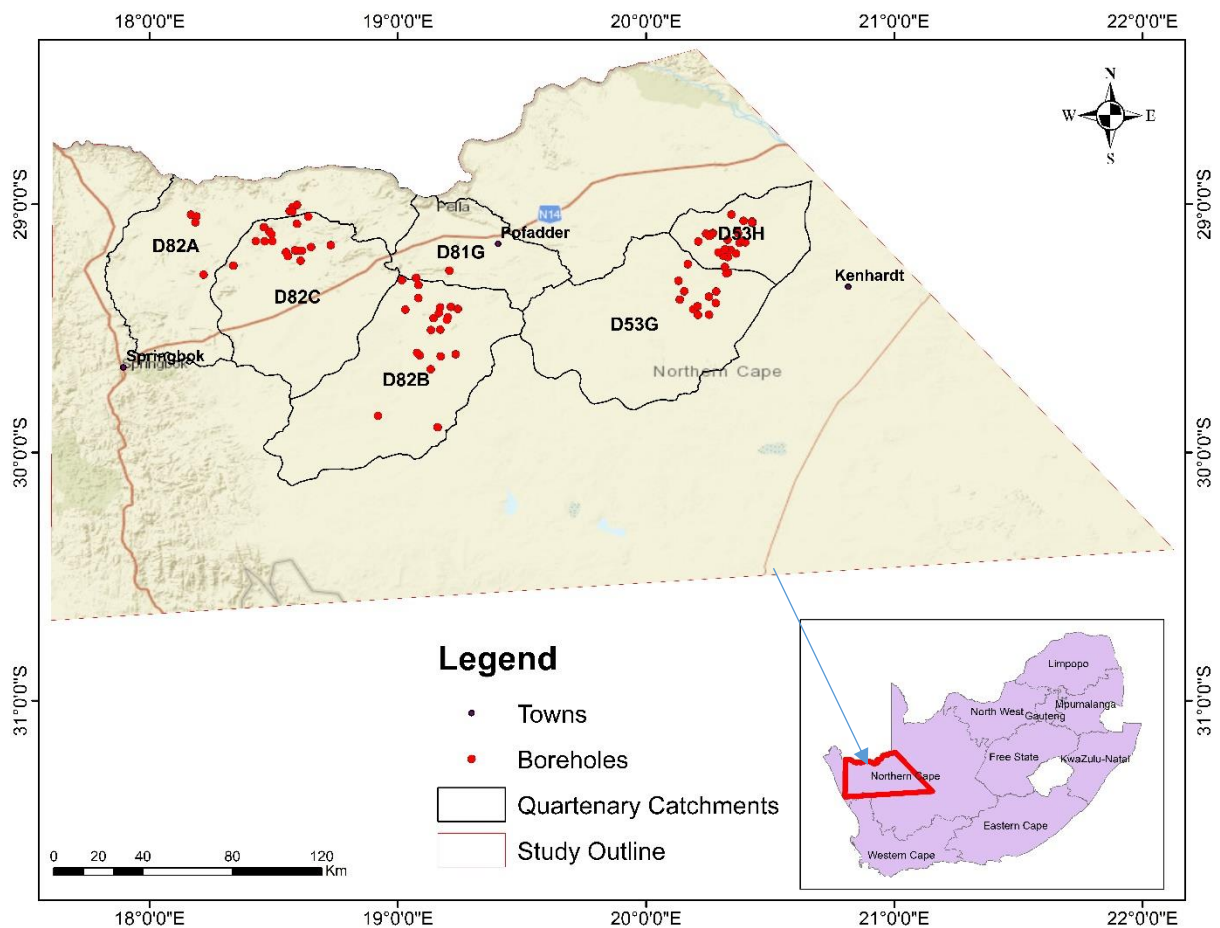 18°0'0"E 19°0'0"E 20°0'0"E 21°0'0"E 22°0'0"E
N
W E
S
29°0'0"S
29°0'0"S
30°0'0"S
30°0'0"S
31°0'0"S
31°0'0"S
Pella
N14
Pofadder
D82A
D81G
D53H
Kenhardt
D82C
D53G
Springbok
Springbok
Northern Cape
D82B
Legend
Towns
Boreholes
Quartenary Catchments
Study Outline
0 20 40 80 120
Km
Limpopo
North West
Mpumalanga
Gauteng
Free State
KwaZulu-Natal
Northern Cape
Eastern Cape
Western Cape
18°0'0"E 19°0'0"E 20°0'0"E 21°0'0"E 22°0'0"E